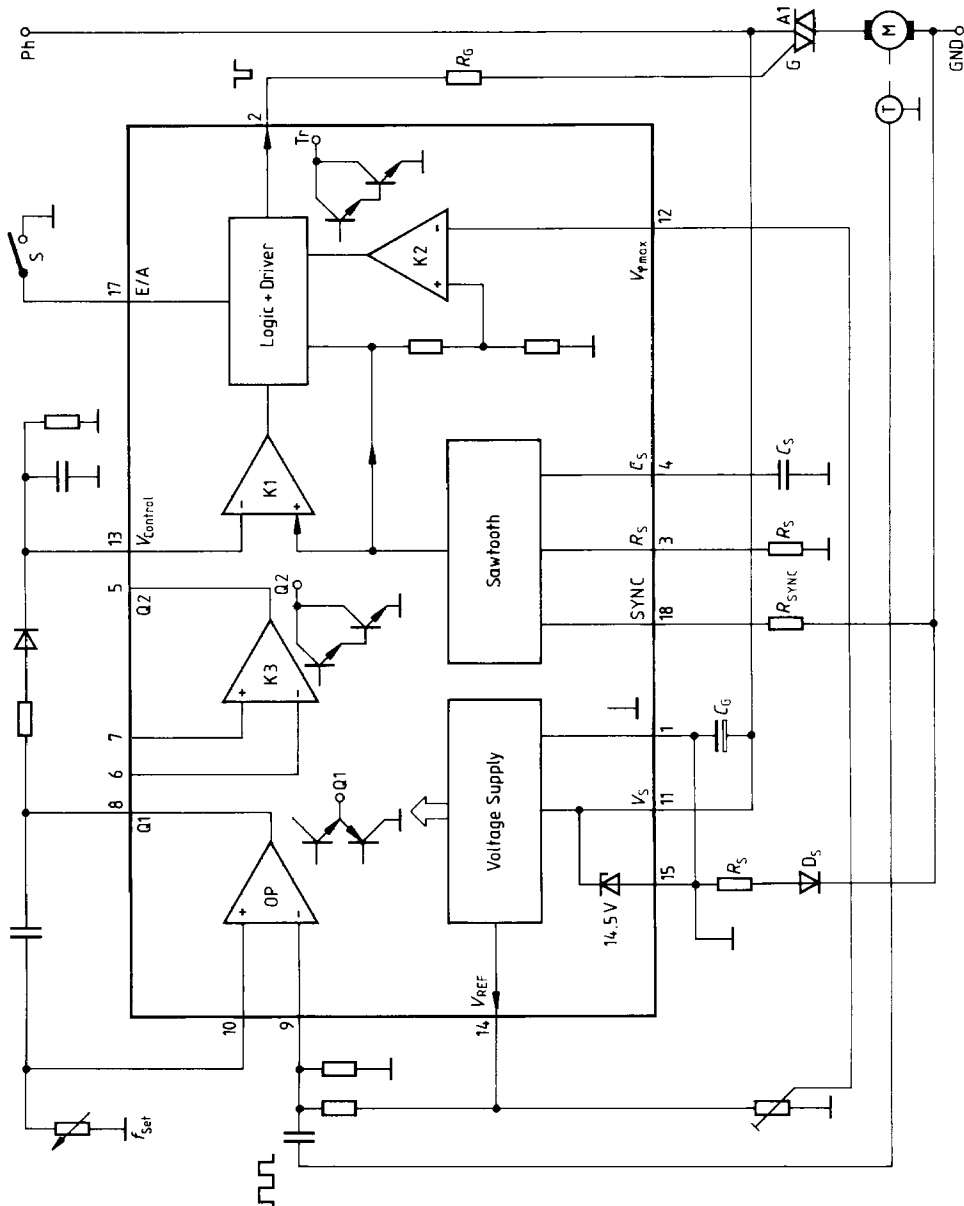 Ph
A1
G
M
GND
R_G
T
2
Tr
S
17
E/A
Logic + Driver
K2
+
-
12
V_φmax
13
V_Control
K1
-
+
5
Q2
K3
+
-
Q2
7
6
Sawtooth
C_S
4
C_S
R_S
3
R_S
SYNC
18
R_SYNC
8
Q1
OP
+
-
Q1
Voltage Supply
1
C_G
V_S
11
14.5 V
15
R_S
D_S
10
9
V_REF
14
f_Set